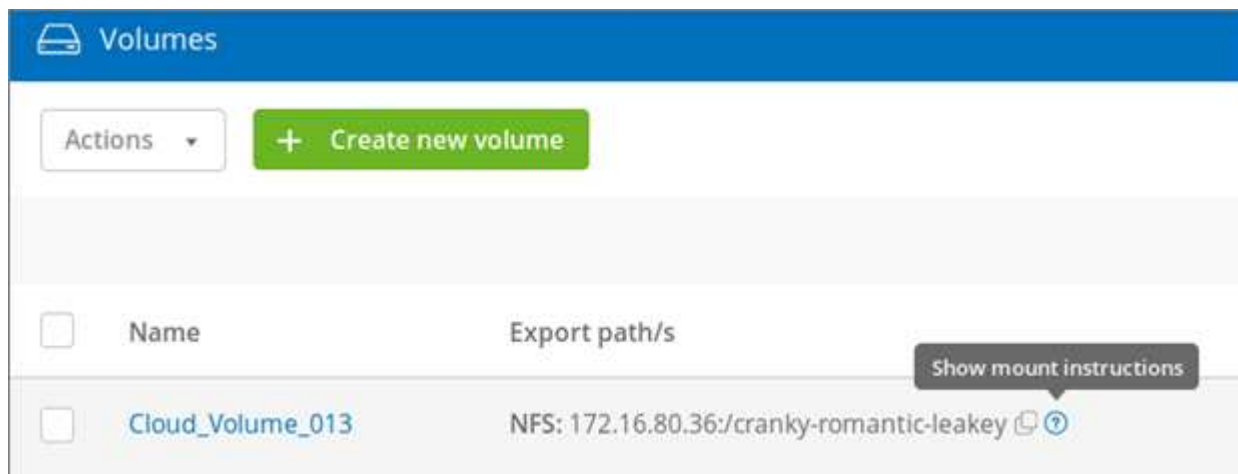 Volumes
Actions
+ Create new volume
Name Export path/s
Show mount instructions
Cloud_Volume_013 NFS: 172.16.80.36:/cranky-romantic-leakey